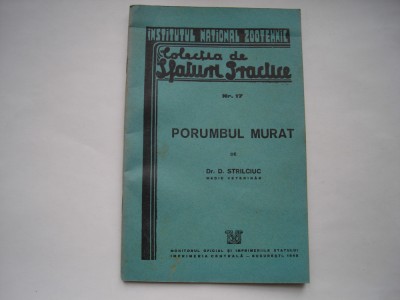 INSTITUTUL NATIONAL ZOOTEHNIC
Colecția de
Sfaturi Practice
Nr. 17
PORUMBUL MURAT
DE
Dr. D. STRILCIUC
MEDIC VETERINAR
MONITORUL OFICIAL ȘI IMPRIMERIILE STATULUI
IMPRIMERIA CENTRALĂ — BUCUREȘTI